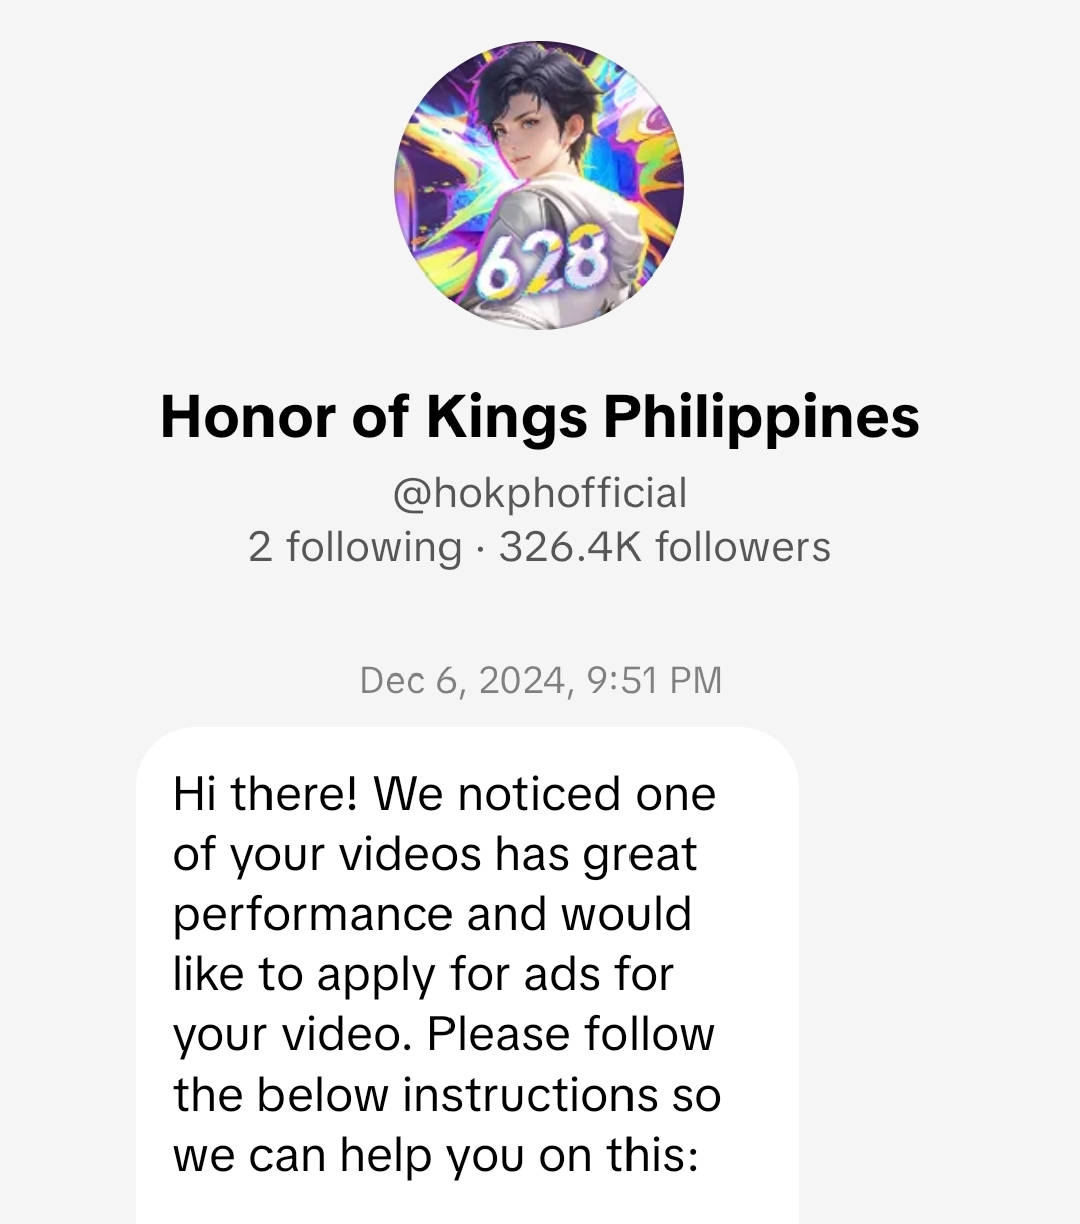 628
Honor of Kings Philippines
@hokphofficial
2 following · 326.4K followers
Dec 6, 2024, 9:51 PM
Hi there! We noticed one
of your videos has great
performance and would
like to apply for ads for
your video. Please follow
the below instructions so
we can help you on this: